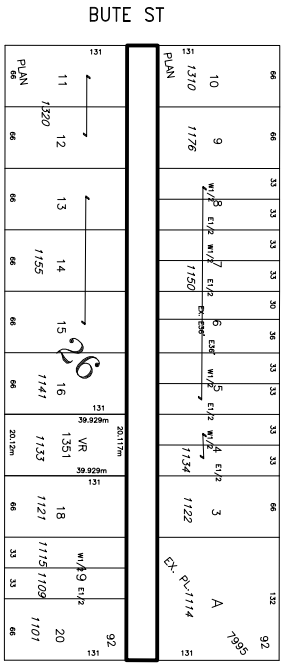 BUTE ST
131
131
66
PLAN
11
1320
PLAN
1310
10
66
66
12
1176
9
66
66
13
W1/2
8
E1/2
33
33
66
1155
14
W1/2
7
E1/2
1150
33
33
66
15
EX. E36'
6
E36'
30
36
26
66
1141
16
131
W1/2
5
E1/2
33
33
39.929m
20.12m
1133
1351
VR
20.117m
39.929m
W1/2
4
E1/2
1134
33
33
131
66
1121
18
1122
3
66
33
33
1115
1109
W1/2
19
E1/2
EX. PL-1114
A
132
66
1101
20
92
131
131
7995
92